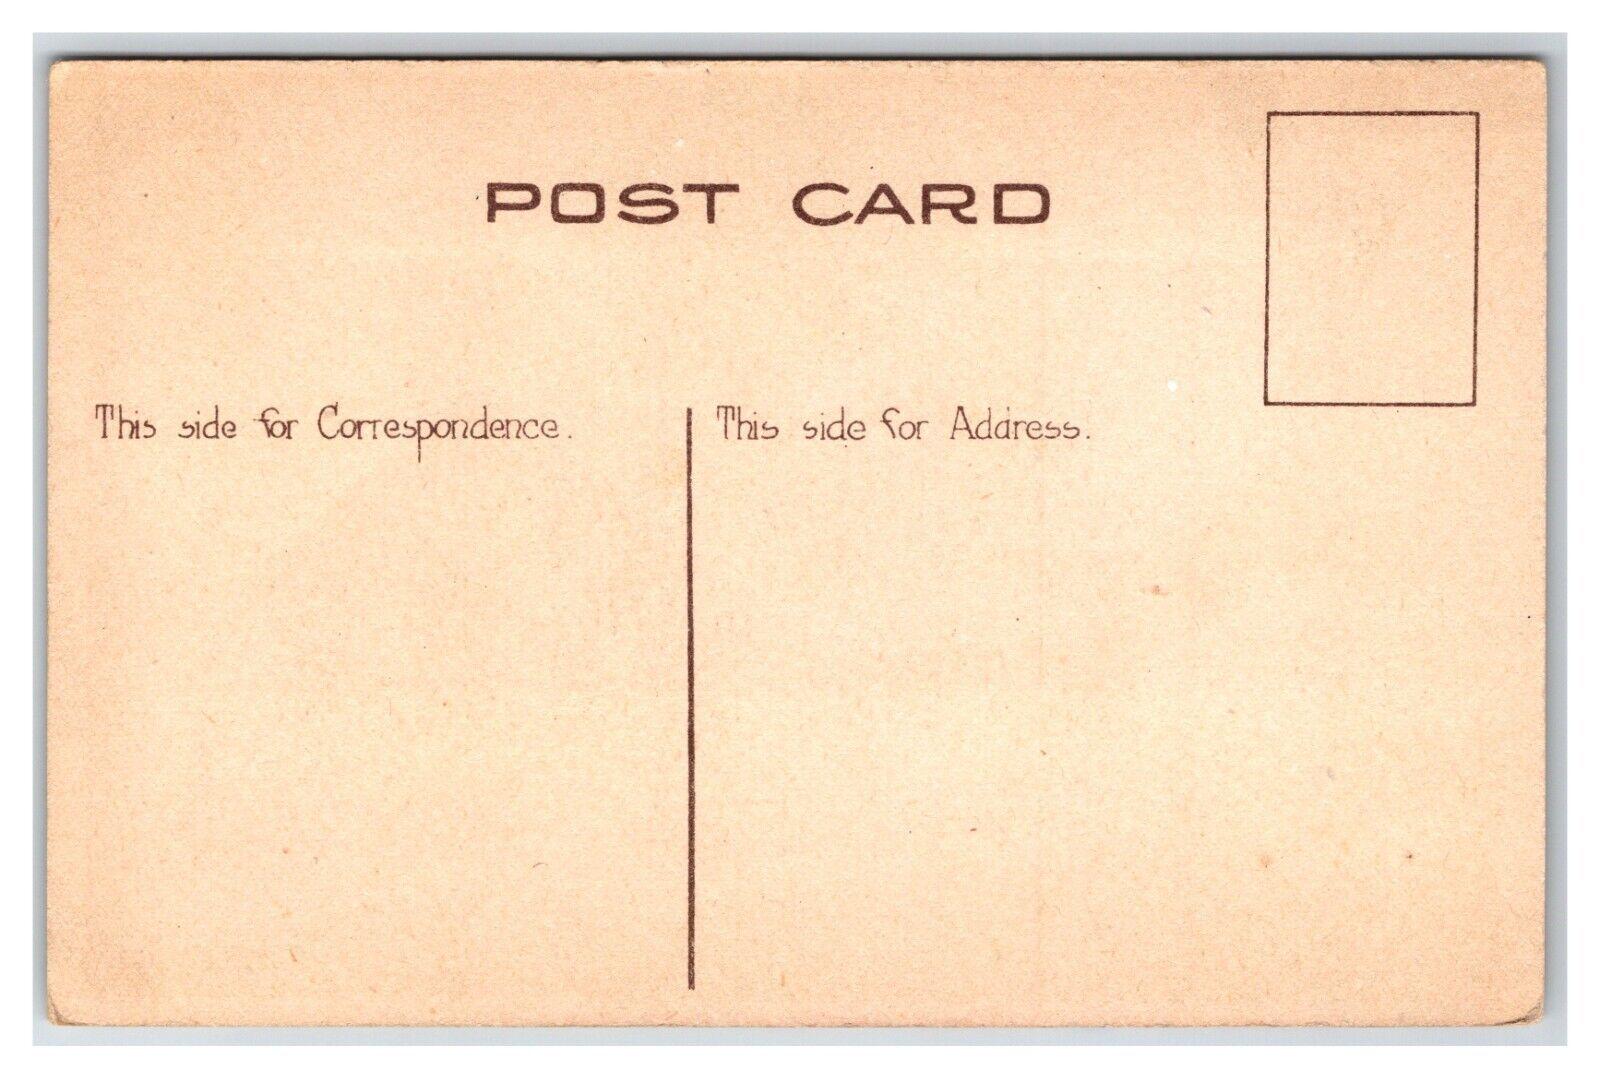 POST CARD
This side for Correspondence.
This side for Address.